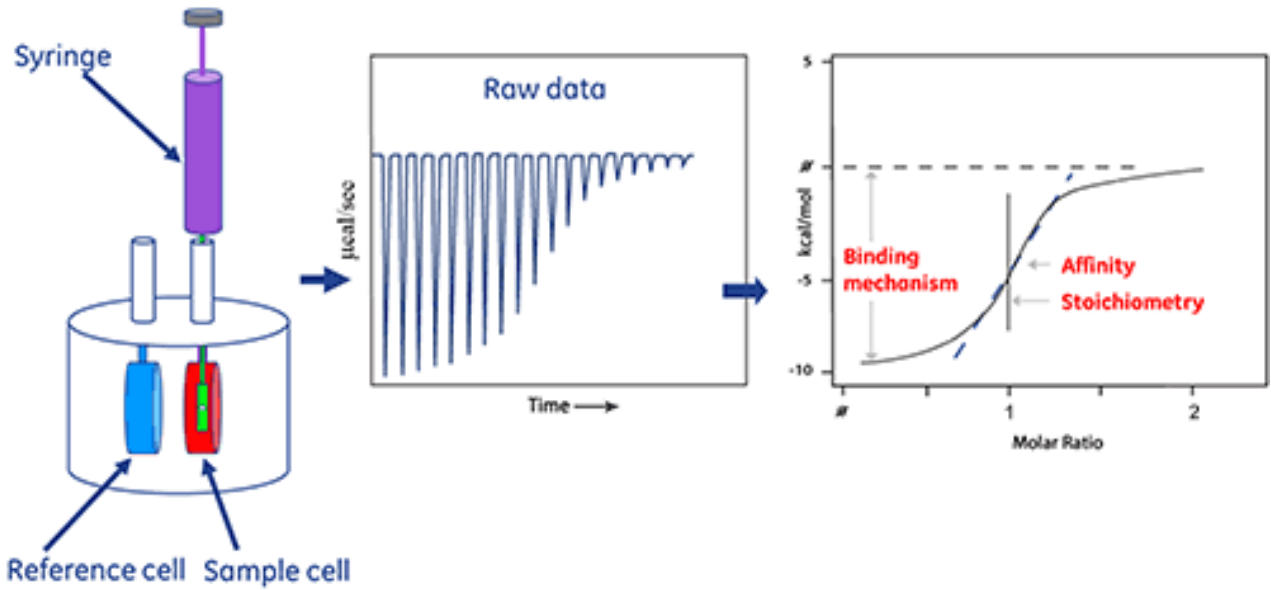 Syringe
Reference cell
Sample cell
Raw data
µcal/sec
Time
5
kcal/mol
-5
-10
Binding
mechanism
Affinity
Stoichiometry
1
2
Molar Ratio